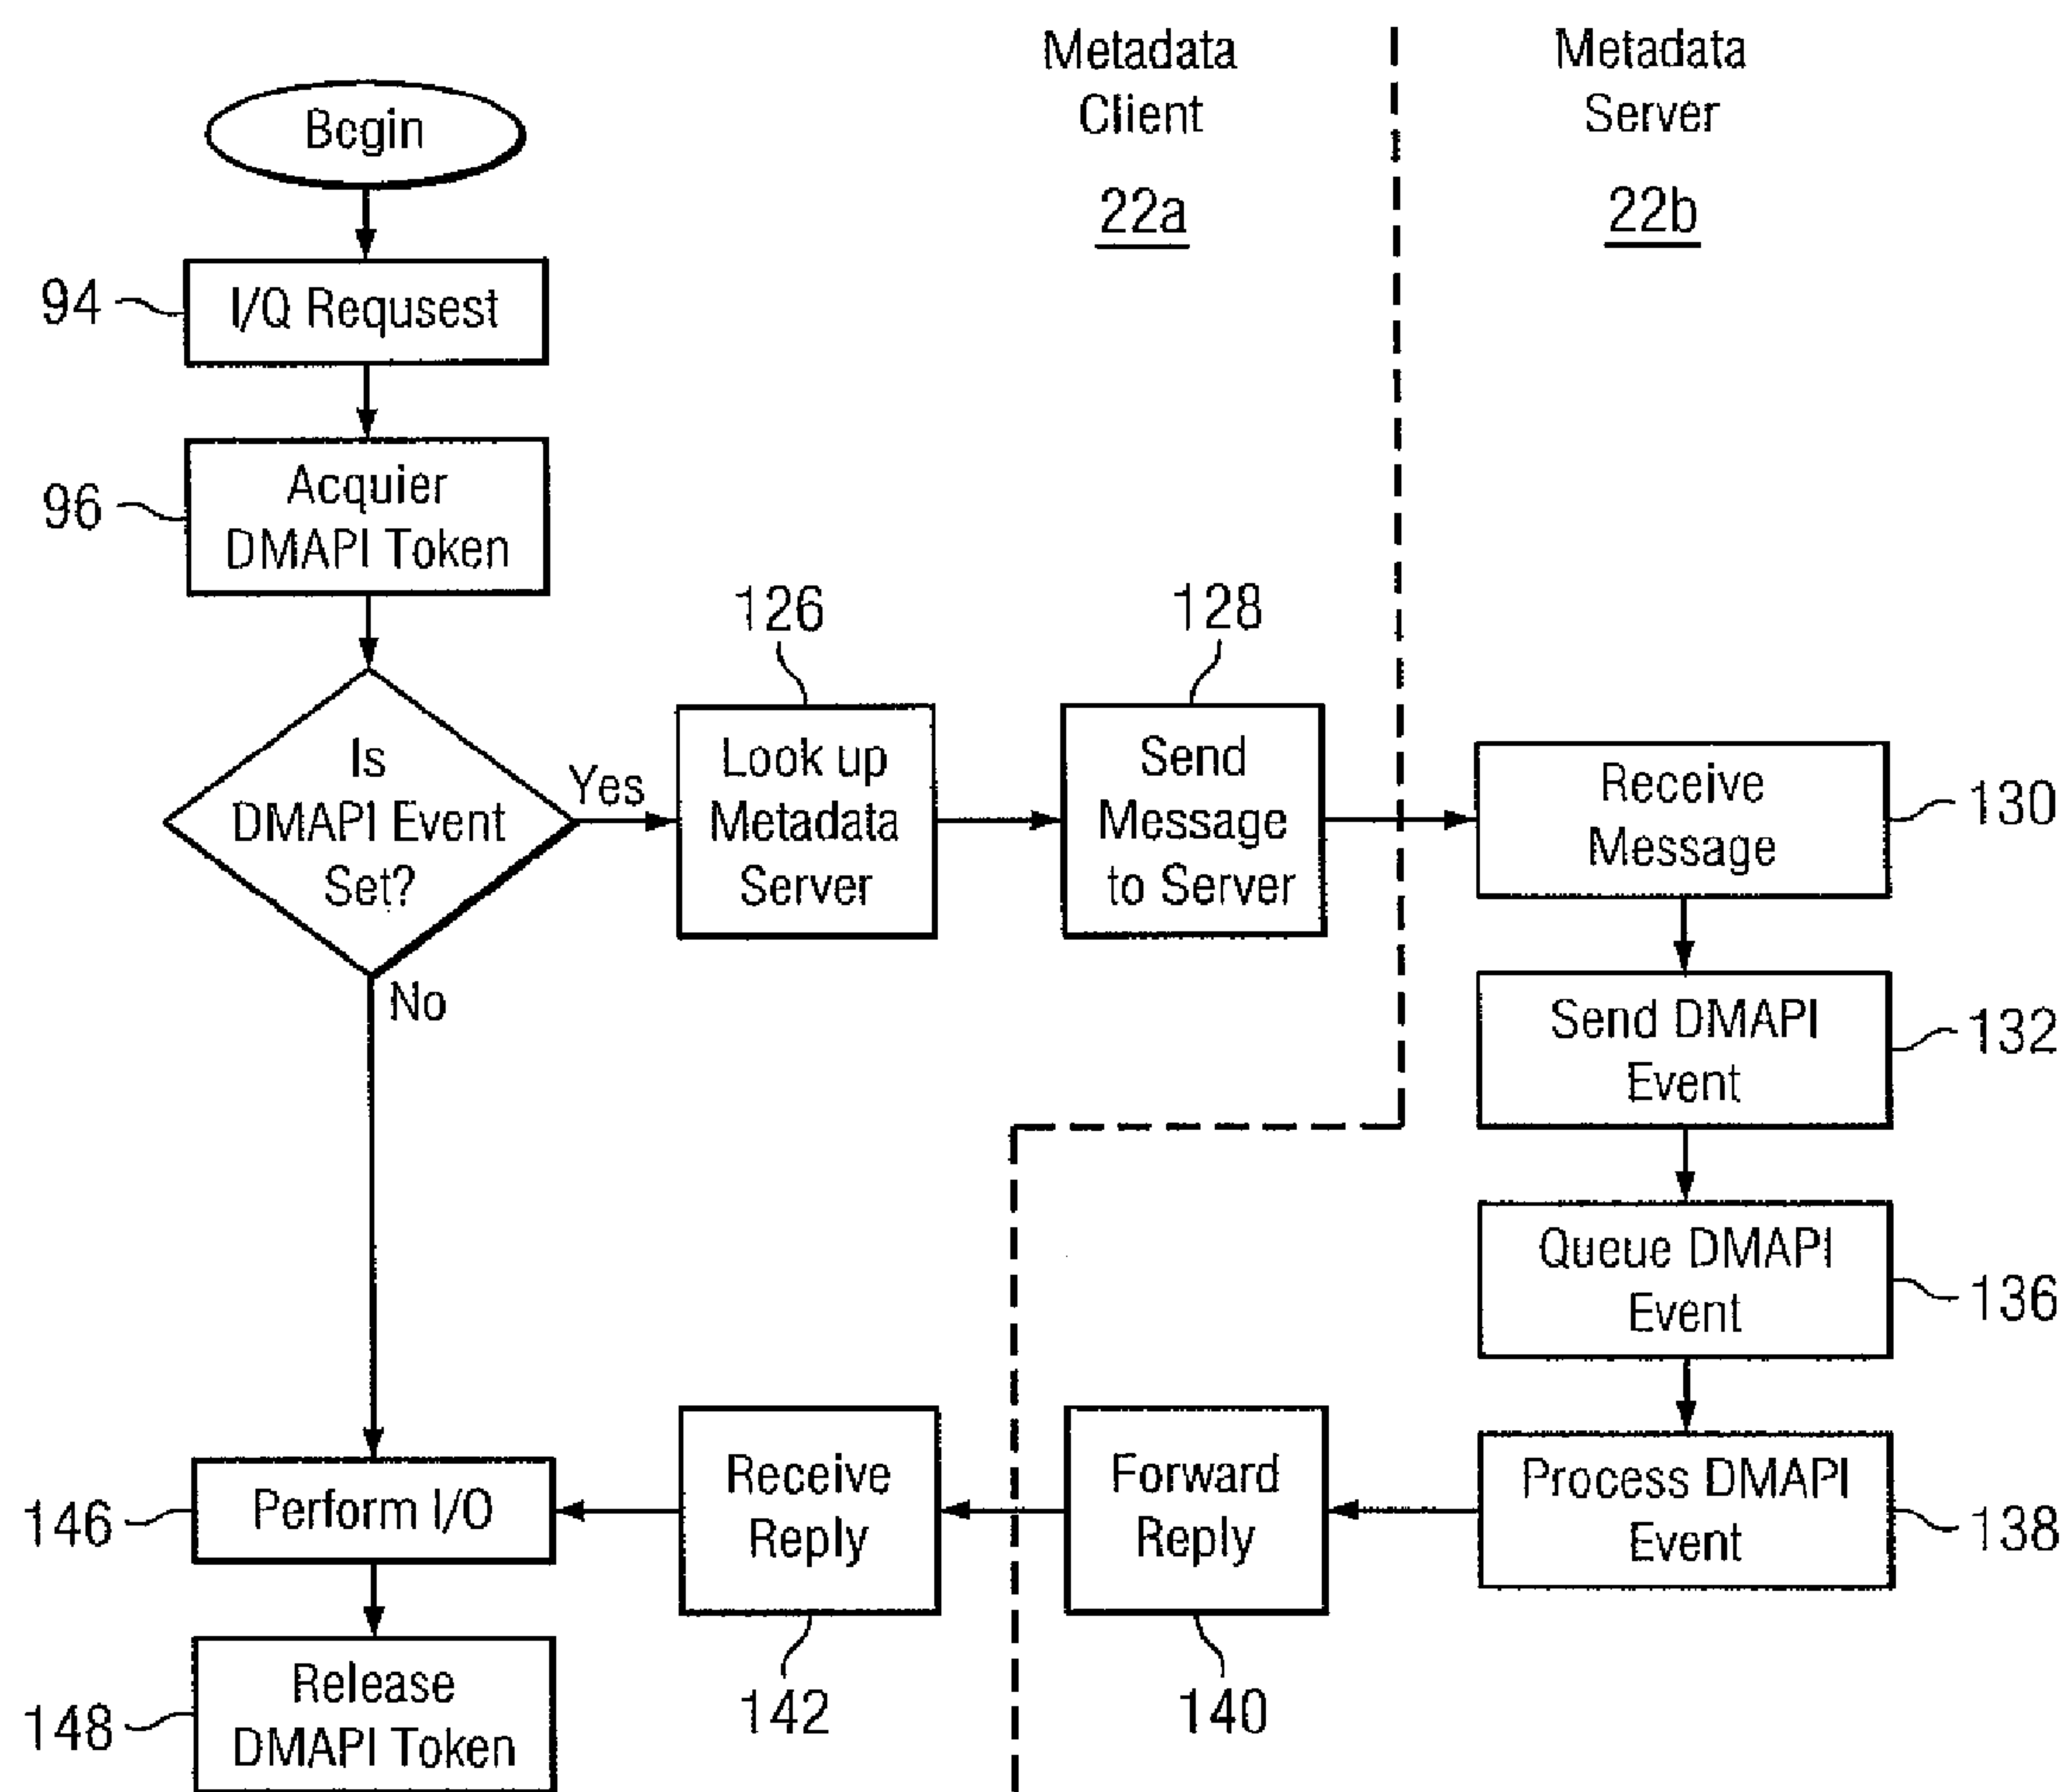 Metadata
Client
22a
Metadata
Server
22b
Begin
94
I/Q Requsest
96
Acquier
DMAPI Token
Is
DMAPI Event
Set?
Yes
No
126
Look up
Metadata
Server
128
Send
Message
to Server
Receive
Message
130
Send DMAPI
Event
132
Queue DMAPI
Event
136
Process DMAPI
Event
138
Forward
Reply
140
Receive
Reply
142
146
Perform I/O
148
Release
DMAPI Token